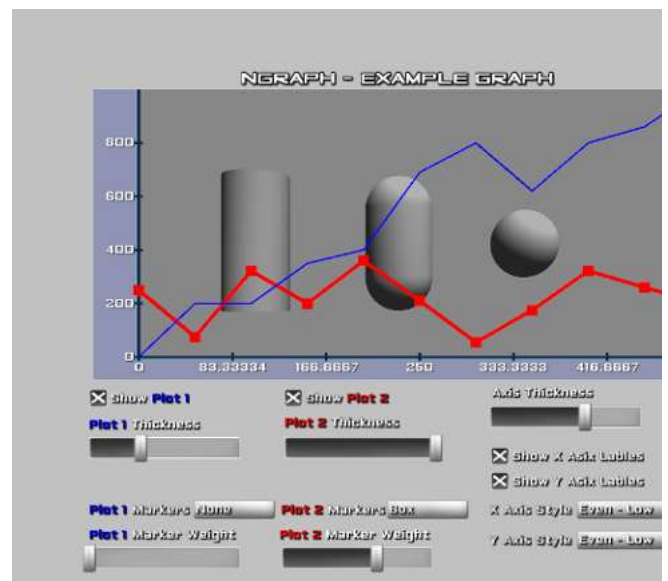 NGRAPH - EXAMPLE GRAPH
800
600
400
200
0
0 83.33334 166.6667 250 333.3333 416.6667
Show Plot 1
Show Plot 2
Axis Thickness
Plot 1 Thickness
Plot 2 Thickness
Show X Asix Lables
Show Y Asix Lables
Plot 1 Markers None
Plot 2 Markers Box
X Axis Style Even - Low
Plot 1 Marker Weight
Plot 2 Marker Weight
Y Axis Style Even - Low